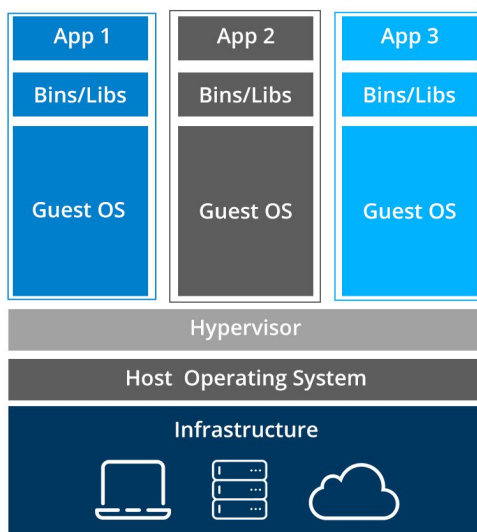 App 1
App 2
App 3
Bins/Libs
Bins/Libs
Bins/Libs
Guest OS
Guest OS
Guest OS
Hypervisor
Host Operating System
Infrastructure